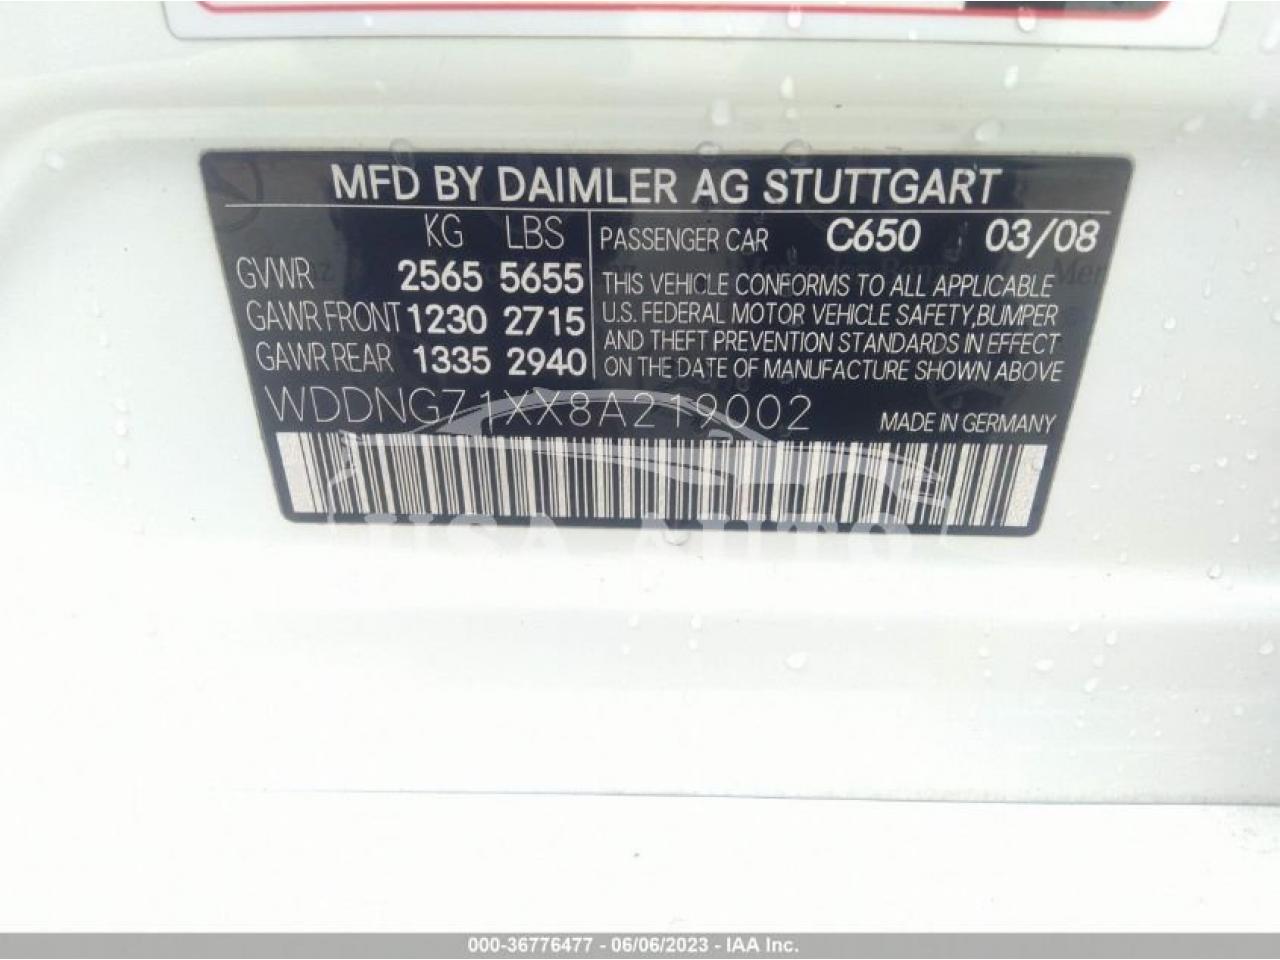 MFD BY DAIMLER AG STUTTGART
KG LBS
GVWR 2565 5655
GAWR FRONT 1230 2715
GAWR REAR 1335 2940
PASSENGER CAR C650 03/08
THIS VEHICLE CONFORMS TO ALL APPLICABLE
U.S. FEDERAL MOTOR VEHICLE SAFETY, BUMPER
AND THEFT PREVENTION STANDARDS IN EFFECT
ON THE DATE OF MANUFACTURE SHOWN ABOVE
WDDNG71XX8A219002
MADE IN GERMANY
USA AUTO
000-36776477 - 06/06/2023 - IAA Inc.